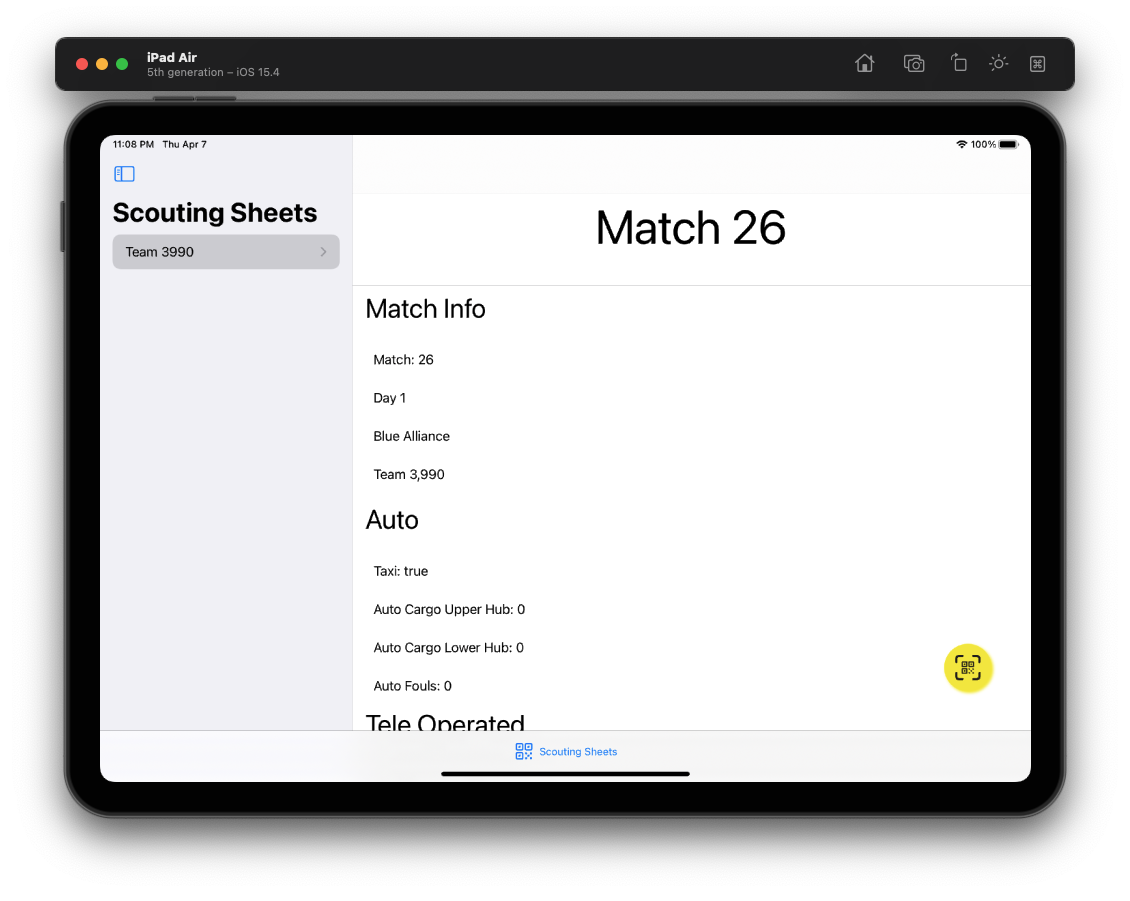 iPad Air
5th generation – iOS 15.4
11:08 PM Thu Apr 7
100%
Scouting Sheets
Team 3990
Match 26
Match Info
Match: 26
Day 1
Blue Alliance
Team 3,990
Auto
Taxi: true
Auto Cargo Upper Hub: 0
Auto Cargo Lower Hub: 0
Auto Fouls: 0
Tele Operated
Scouting Sheets